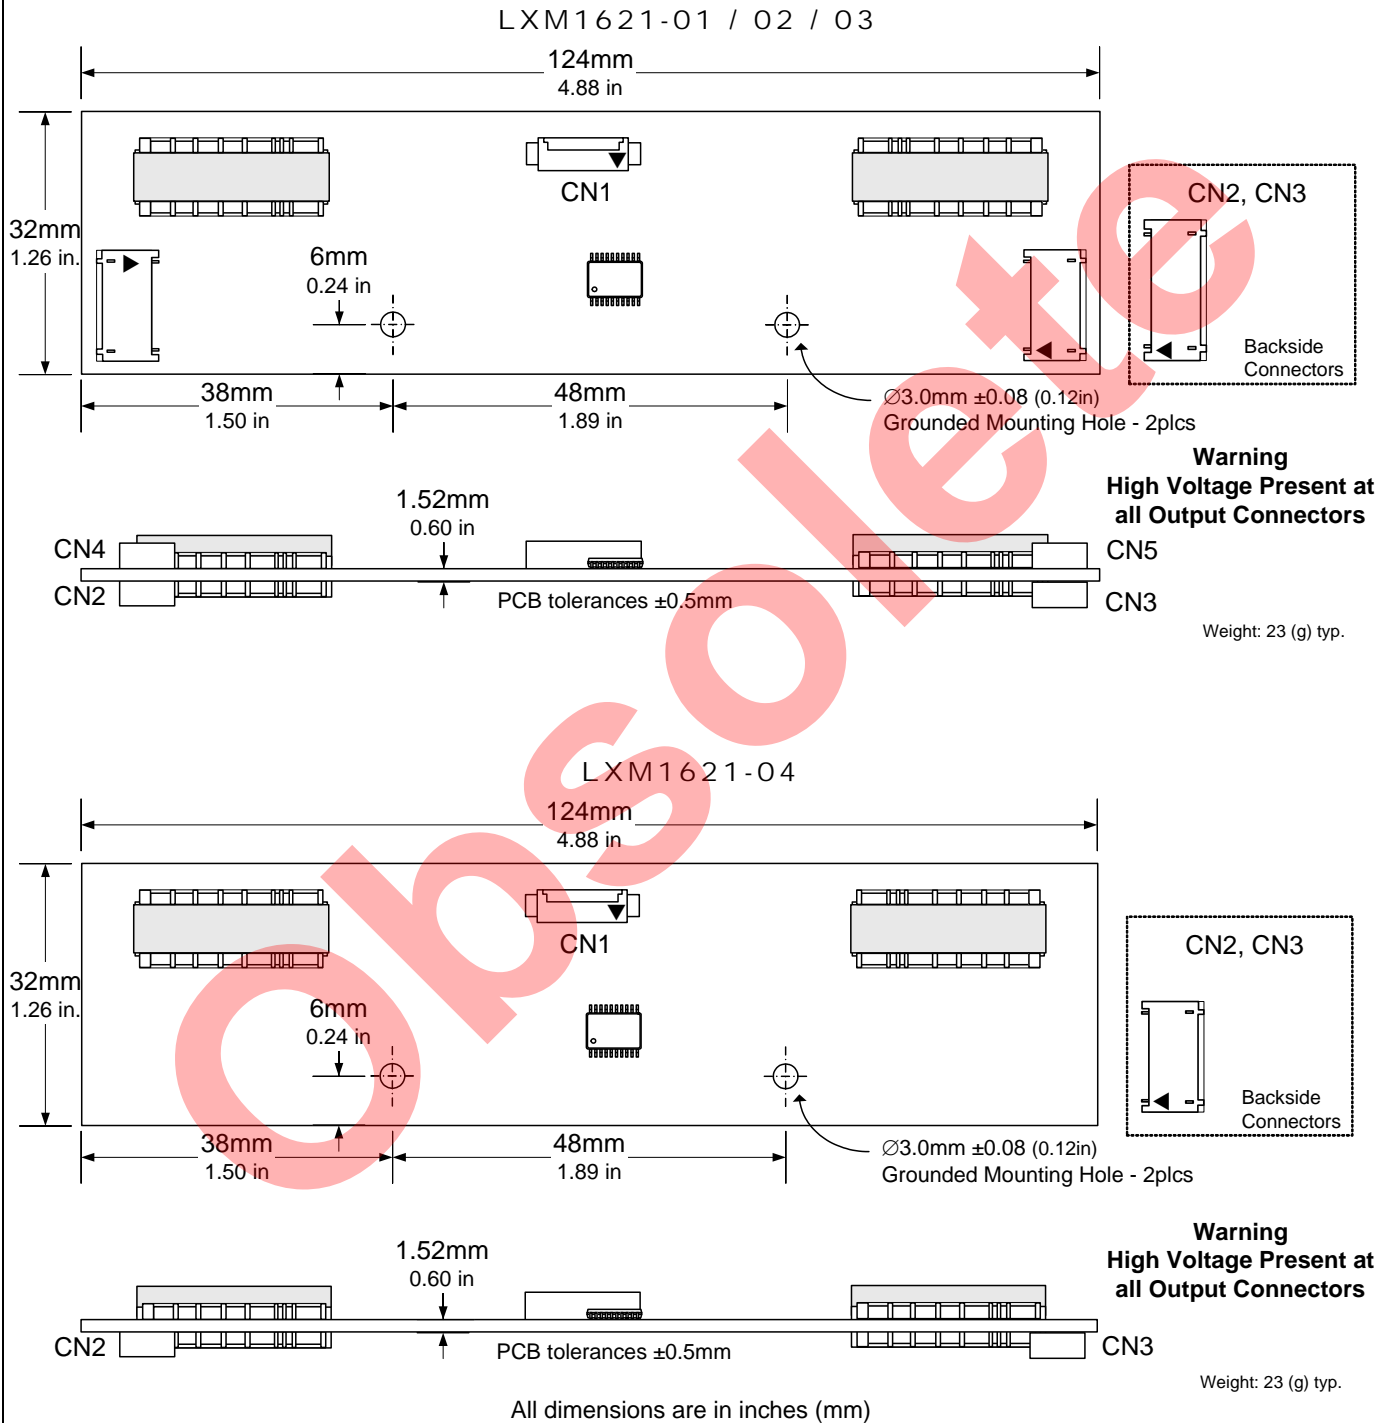 LXM1621-01 / 02 / 03
124mm
4.88 in
CN1
CN2, CN3
32mm
1.26 in.
6mm
0.24 in
Backside
Connectors
38mm
1.50 in
48mm
1.89 in
Ø3.0mm ±0.08 (0.12in)
Grounded Mounting Hole - 2plcs
Warning
High Voltage Present at
all Output Connectors
1.52mm
0.60 in
CN4
CN5
CN2
CN3
PCB tolerances ±0.5mm
Weight: 23 (g) typ.
Obsolete
LXM1621-04
124mm
4.88 in
CN1
CN2, CN3
32mm
1.26 in.
6mm
0.24 in
Backside
Connectors
38mm
1.50 in
48mm
1.89 in
Ø3.0mm ±0.08 (0.12in)
Grounded Mounting Hole - 2plcs
Warning
High Voltage Present at
all Output Connectors
1.52mm
0.60 in
CN2
CN3
PCB tolerances ±0.5mm
Weight: 23 (g) typ.
All dimensions are in inches (mm)